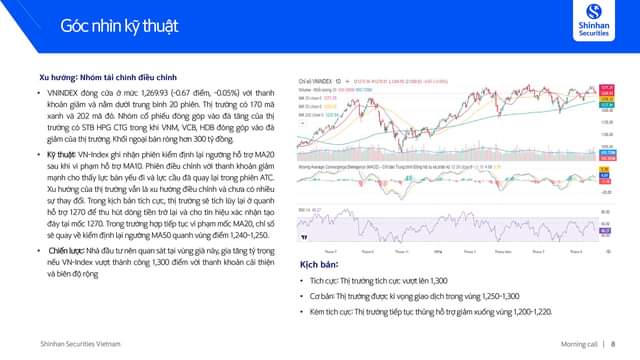 Góc nhìn kỹ thuật
Shinhan
Securities
Xu hướng: Nhóm tài chính điều chỉnh
• VNINDEX đóng cửa ở mức 1,269.93 (-0.67 điểm, -0.05%) với thanh
khoản giảm và nằm dưới trung bình 20 phiên. Thị trường có 170 mã
xanh và 202 mã đỏ. Nhóm cổ phiếu đóng góp vào đà tăng của thị
trường có STB HPG CTG trong khi VNM, VCB, HDB đóng góp vào đà
giảm của thị trường. Khối ngoại bán ròng hơn 300 tỷ đồng.
• Kỹ thuật: VN-Index ghi nhận phiên kiểm định lại ngưỡng hỗ trợ MA20
sau khi vi phạm hỗ trợ MA10. Phiên điều chỉnh với thanh khoản giảm
mạnh cho thấy lực bán yếu đi và lực cầu đã quay lại trong phiên ATC.
Xu hướng của thị trường vẫn là xu hướng điều chỉnh và chưa có nhiều
sự thay đổi. Trong kịch bản tích cực, thị trường sẽ tích lũy lại ở quanh
hỗ trợ 1270 để thu hút dòng tiền trở lại và cho tín hiệu xác nhận tạo
đáy tại mốc 1270. Trong trường hợp tiếp tục vi phạm mốc MA20, chỉ số
sẽ quay về kiểm định lại ngưỡng MA50 quanh vùng điểm 1,240-1,250.
• Chiến lược: Nhà đầu tư nên quan sát tại vùng giá này, gia tăng tỷ trọng
nếu VN-Index vượt thành công 1,300 điểm với thanh khoản cải thiện
và biên độ rộng
Kịch bản:
• Tích cực: Thị trường tích cực vượt lên 1,300
• Cơ bản: Thị trường được kì vọng giao dịch trong vùng 1,250-1,300
• Kém tích cực: Thị trường tiếp tục thủng hỗ trợ giảm xuống vùng 1,200-1,220.
Shinhan Securities Vietnam
Morning call | 8